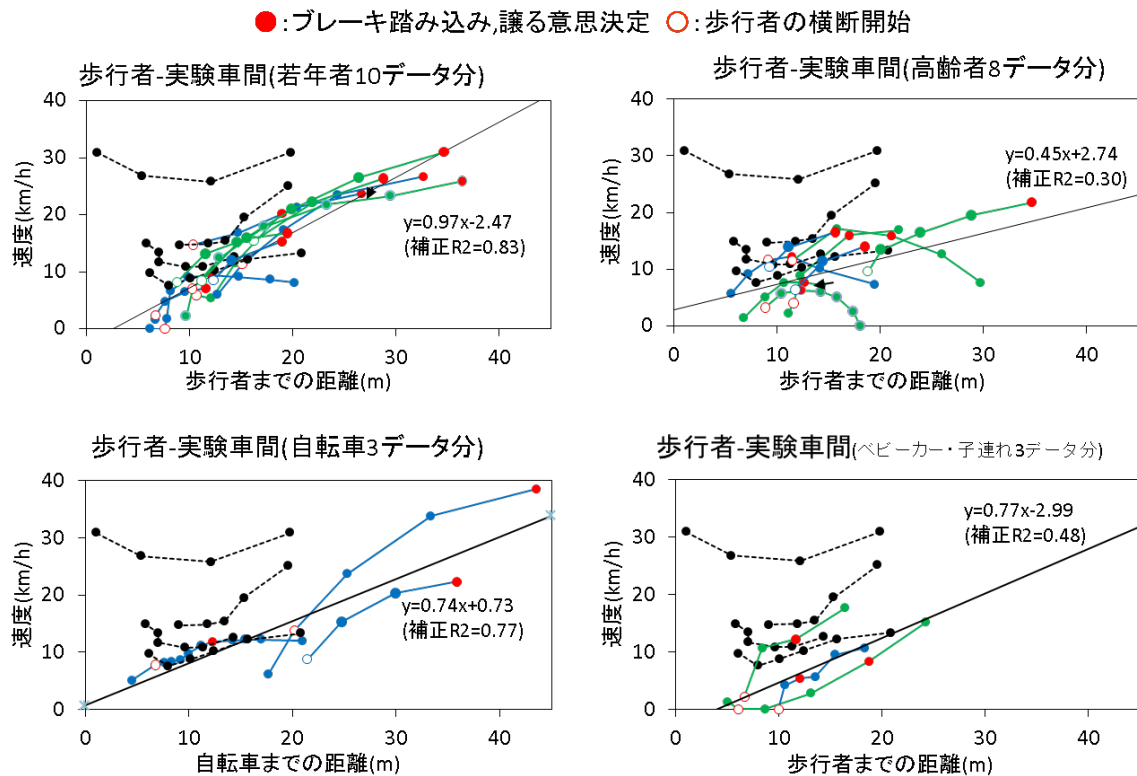 ●:ブレーキ踏み込み,譲る意思決定 ○:歩行者の横断開始
歩行者-実験車間(若年者10データ分)
40
30
20
10
0
速度(km/h)
y=0.97x-2.47
(補正R2=0.83)
0 10 20 30 40
歩行者までの距離(m)
歩行者-実験車間(高齢者8データ分)
40
30
20
10
0
速度(km/h)
y=0.45x+2.74
(補正R2=0.30)
0 10 20 30 40
歩行者までの距離(m)
歩行者-実験車間(自転車3データ分)
40
30
20
10
0
速度(km/h)
y=0.74x+0.73
(補正R2=0.77)
0 10 20 30 40
自転車までの距離(m)
歩行者-実験車間(ベビーカー・子連れ3データ分)
40
30
20
10
0
速度(km/h)
y=0.77x-2.99
(補正R2=0.48)
0 10 20 30 40
歩行者までの距離(m)